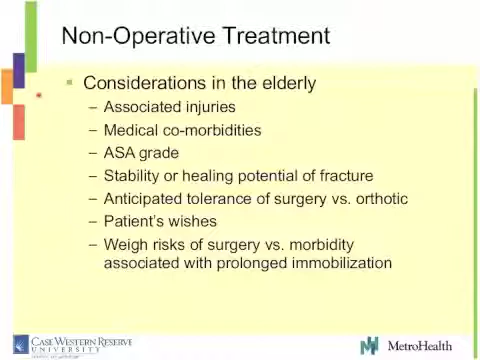 Non-Operative Treatment
Considerations in the elderly
– Associated injuries
– Medical co-morbidities
– ASA grade
– Stability or healing potential of fracture
– Anticipated tolerance of surgery vs. orthotic
– Patient's wishes
– Weigh risks of surgery vs. morbidity
associated with prolonged immobilization
CASE WESTERN RESERVE
UNIVERSITY
MetroHealth